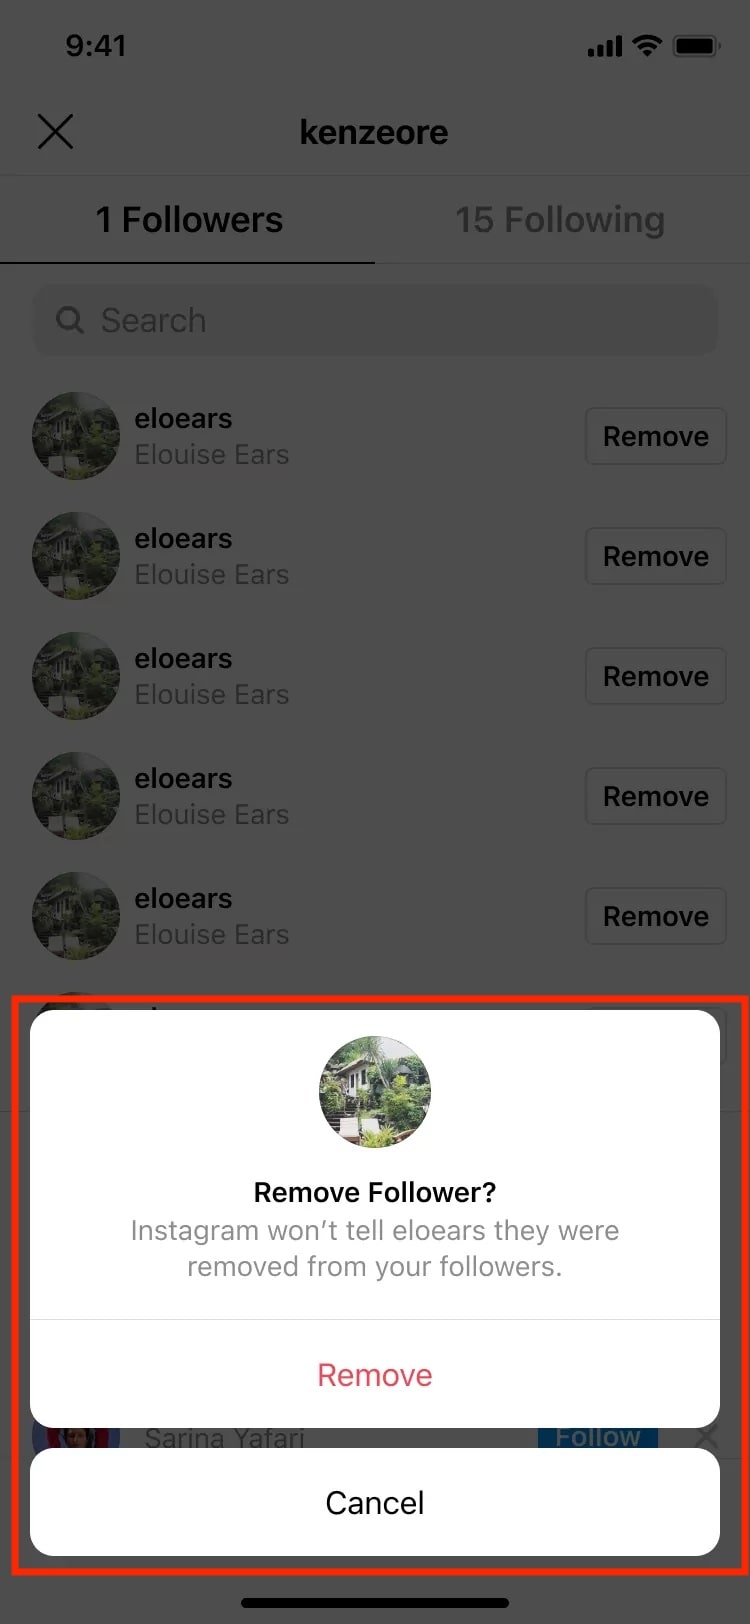 9:41
kenzeore
1 Followers
15 Following
Search
eloears
Elouise Ears
Remove
eloears
Elouise Ears
Remove
eloears
Elouise Ears
Remove
eloears
Elouise Ears
Remove
eloears
Elouise Ears
Remove
Remove Follower?
Instagram won’t tell eloears they were
removed from your followers.
Remove
Sarina Yafari
Follow
Cancel